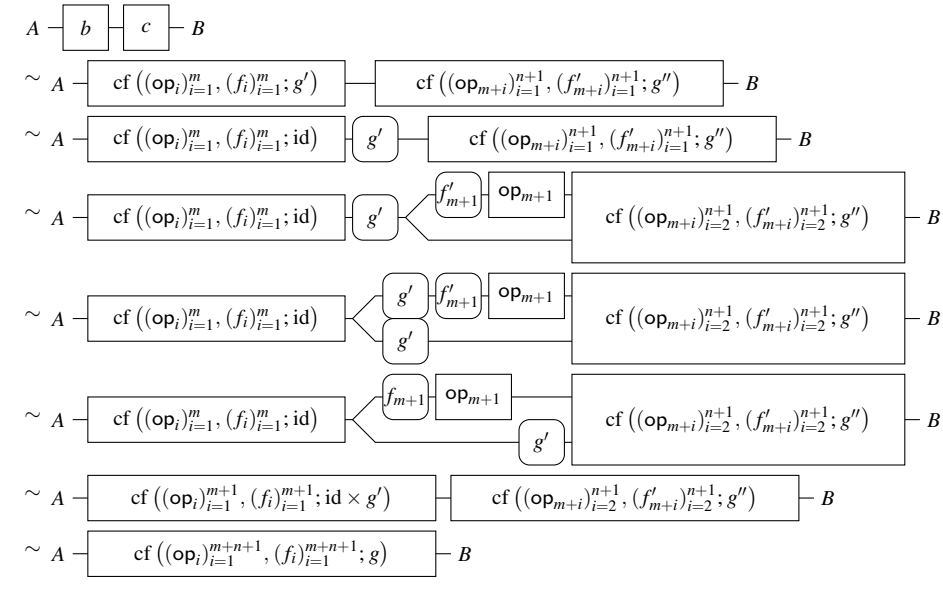 A b c B
∼ A cf ((op_i)_{i=1}^{m}, (f_i)_{i=1}^{m}; g′) cf ((op_{m+i})_{i=1}^{n+1}, (f′_{m+i})_{i=1}^{n+1}; g″) B
∼ A cf ((op_i)_{i=1}^{m}, (f_i)_{i=1}^{m}; id) g′ cf ((op_{m+i})_{i=1}^{n+1}, (f′_{m+i})_{i=1}^{n+1}; g″) B
f′_{m+1} op_{m+1}
∼ A cf ((op_i)_{i=1}^{m}, (f_i)_{i=1}^{m}; id) g′ cf ((op_{m+i})_{i=2}^{n+1}, (f′_{m+i})_{i=2}^{n+1}; g″) B
g′ f′_{m+1} op_{m+1}
∼ A cf ((op_i)_{i=1}^{m}, (f_i)_{i=1}^{m}; id) cf ((op_{m+i})_{i=2}^{n+1}, (f′_{m+i})_{i=2}^{n+1}; g″) B
g′
f_{m+1} op_{m+1}
∼ A cf ((op_i)_{i=1}^{m}, (f_i)_{i=1}^{m}; id) cf ((op_{m+i})_{i=2}^{n+1}, (f′_{m+i})_{i=2}^{n+1}; g″) B
g′
∼ A cf ((op_i)_{i=1}^{m+1}, (f_i)_{i=1}^{m+1}; id × g′) cf ((op_{m+i})_{i=2}^{n+1}, (f′_{m+i})_{i=2}^{n+1}; g″) B
∼ A cf ((op_i)_{i=1}^{m+n+1}, (f_i)_{i=1}^{m+n+1}; g) B